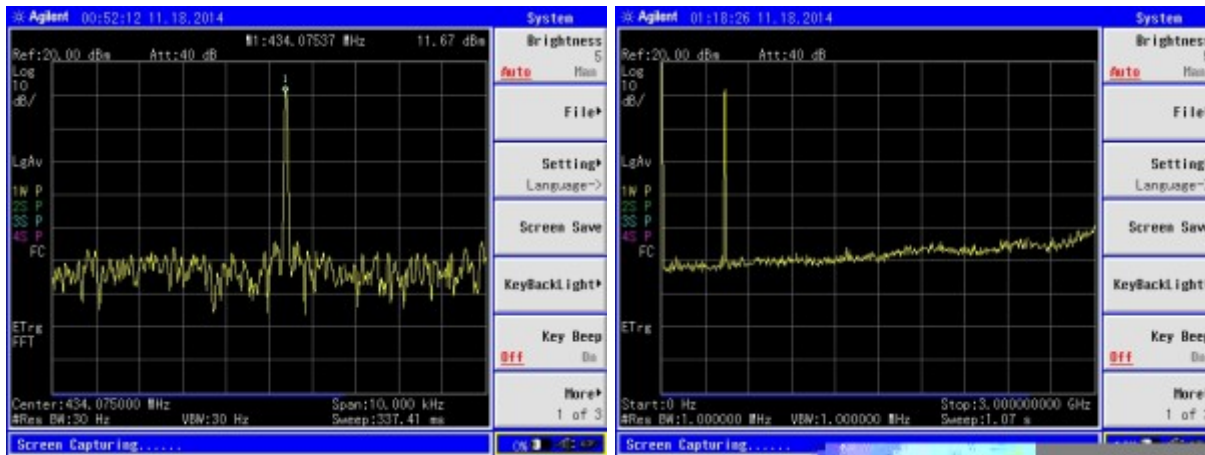 Agilent 00:52:12 11.18.2014 System
M1:434.07537 MHz 11.67 dBm
Ref:20.00 dBm Att:40 dB
Log
10
dB/
1
LgAv
1W P
2S P
3S P
4S P
FC
ETrg
FFT
Center:434.075000 MHz Span:10.000 kHz
#Res BW:30 Hz VBW:30 Hz Sweep:337.41 ms
Screen Capturing......
Brightness
5
Auto Man
File
Setting
Language->
Screen Save
KeyBackLight
Key Beep
Off On
More
1 of 3
0%
Agilent 01:18:26 11.18.2014 System
Ref:20.00 dBm Att:40 dB
Log
10
dB/
LgAv
1W P
2S P
3S P
4S P
FC
ETrg
Start:0 Hz Stop:3.000000000 GHz
#Res BW:1.000000 MHz VBW:1.000000 MHz Sweep:1.07 s
Screen Capturing......
Brightnes
Auto Man
File
Setting
Language-
Screen Sav
KeyBackLight
Key Beep
Off
More
1 of